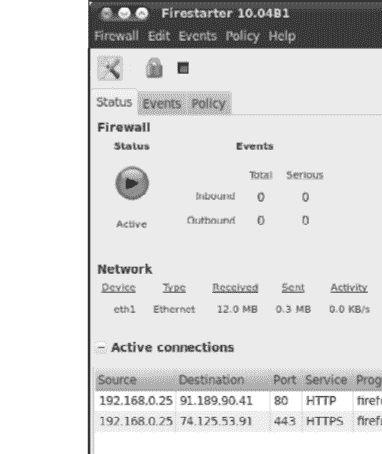 Firestarter 10.04B1
Firewall Edit Events Policy Help
Status Events Policy
Firewall
Status Events
Total Serious
Inbound 0 0
Active Outbound 0 0
Network
Device Type Received Sent Activity
eth1 Ethernet 12.0 MB 0.3 MB 0.0 KB/s
Active connections
Source Destination Port Service Prog
192.168.0.25 91.189.90.41 80 HTTP firef
192.168.0.25 74.125.53.91 443 HTTPS firef